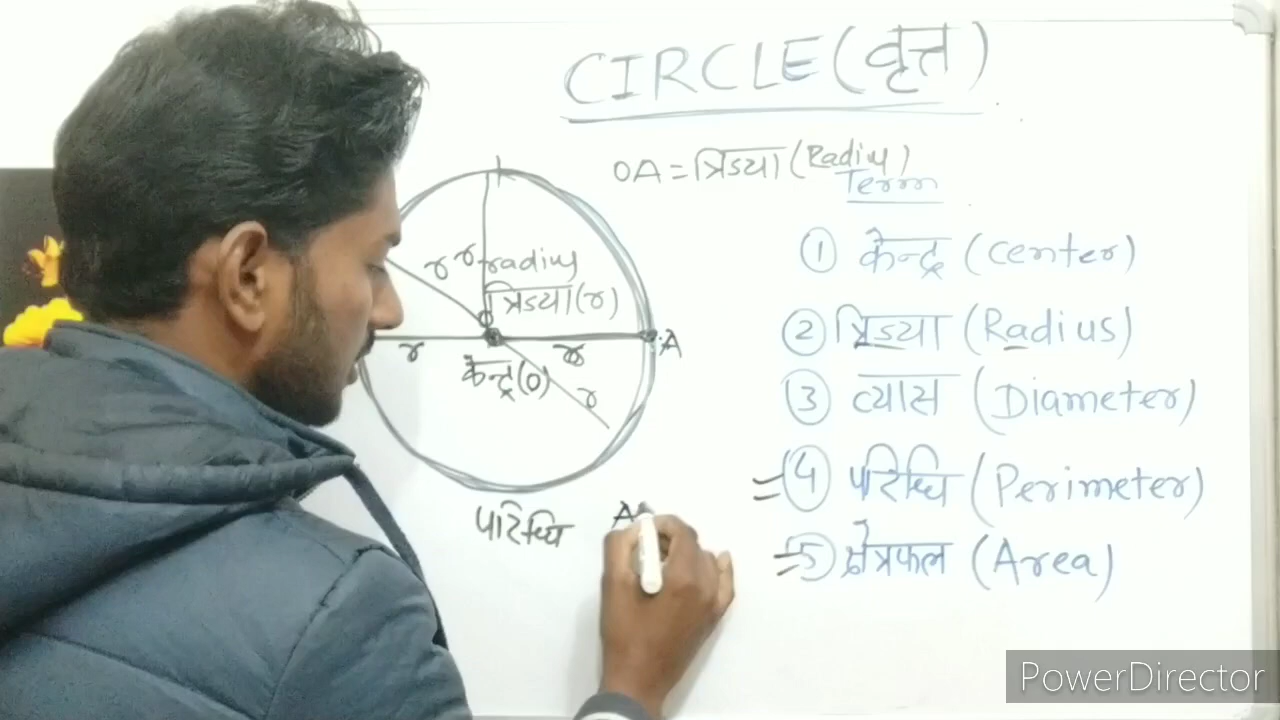 CIRCLE (वृत्त)
OA = त्रिज्या (Radius)
Term
① केन्द्र (Center)
② त्रिज्या (Radius)
③ व्यास (Diameter)
④ परिधि (Perimeter)
⑤ क्षेत्रफल (Area)
r r radius
त्रिज्या (r)
r r A
केन्द्र (O)
r
परिधि A
PowerDirector